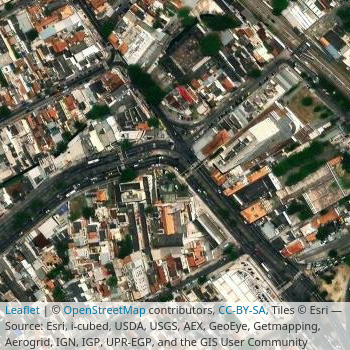 Leaflet | © OpenStreetMap contributors, CC-BY-SA, Tiles © Esri —
Source: Esri, i-cubed, USDA, USGS, AEX, GeoEye, Getmapping,
Aerogrid, IGN, IGP, UPR-EGP, and the GIS User Community